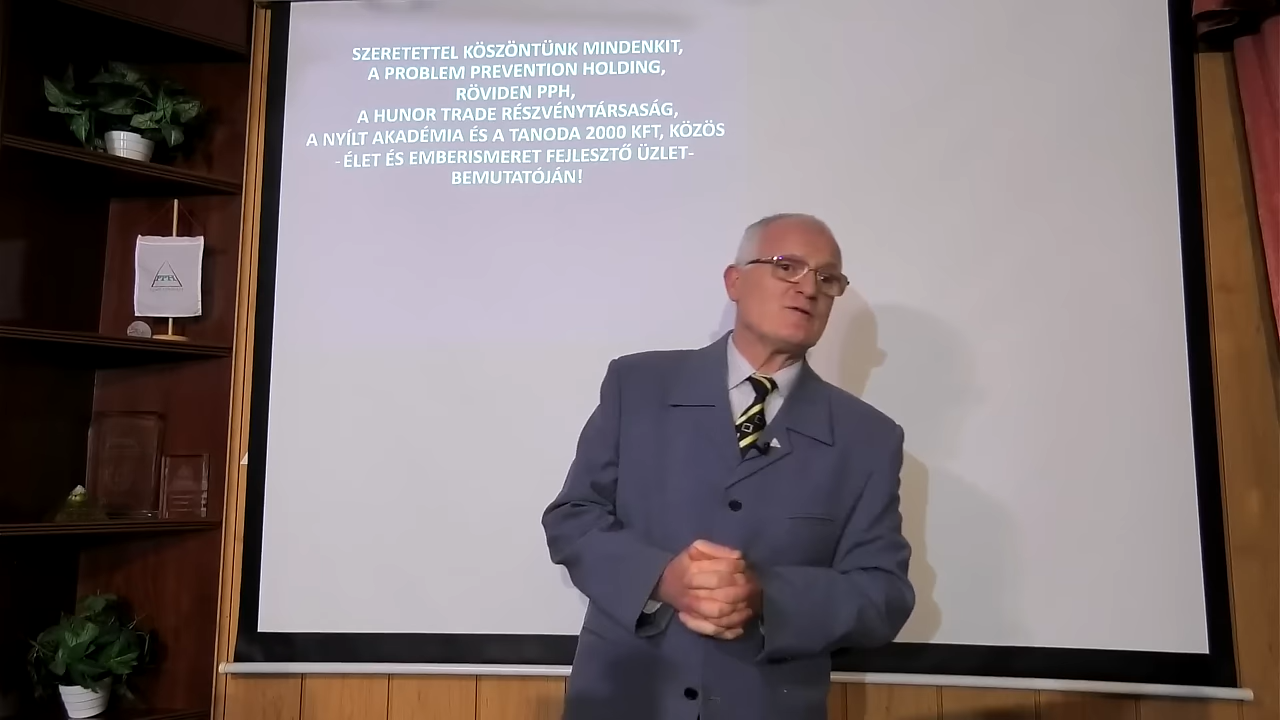 SZERETETTEL KÖSZÖNTÜNK MINDENKIT,
A PROBLEM PREVENTION HOLDING,
RÖVIDEN PPH,
A HUNOR TRADE RÉSZVÉNYTÁRSASÁG,
A NYÍLT AKADÉMIA ÉS A TANODA 2000 KFT, KÖZÖS
-ÉLET ÉS EMBERISMERET FEJLESZTŐ ÜZLET-
BEMUTATÓJÁN!
PPH